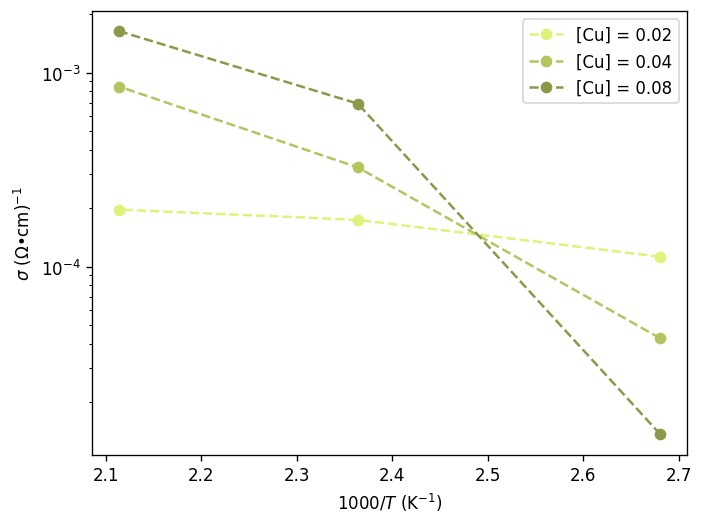 [Cu] = 0.02
[Cu] = 0.04
[Cu] = 0.08
10⁻³
10⁻⁴
σ (Ω•cm)⁻¹
2.1 2.2 2.3 2.4 2.5 2.6 2.7
1000/T (K⁻¹)